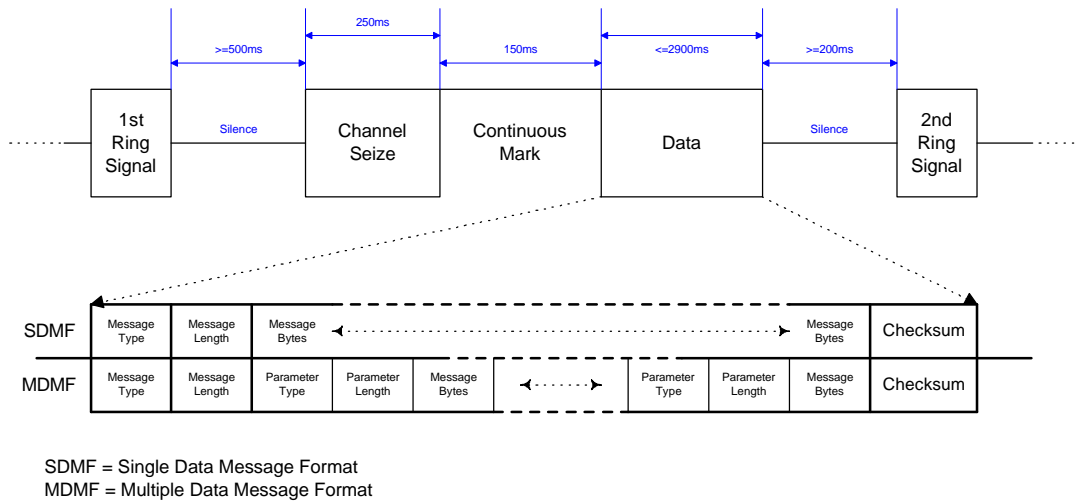 250ms
>=500ms
150ms
<=2900ms
>=200ms
1st
Ring
Signal
Silence
Channel
Seize
Continuous
Mark
Data
Silence
2nd
Ring
Signal
SDMF
Message
Type
Message
Length
Message
Bytes
Message
Bytes
Checksum
MDMF
Message
Type
Message
Length
Parameter
Type
Parameter
Length
Message
Bytes
Parameter
Type
Parameter
Length
Message
Bytes
Checksum
SDMF = Single Data Message Format
MDMF = Multiple Data Message Format